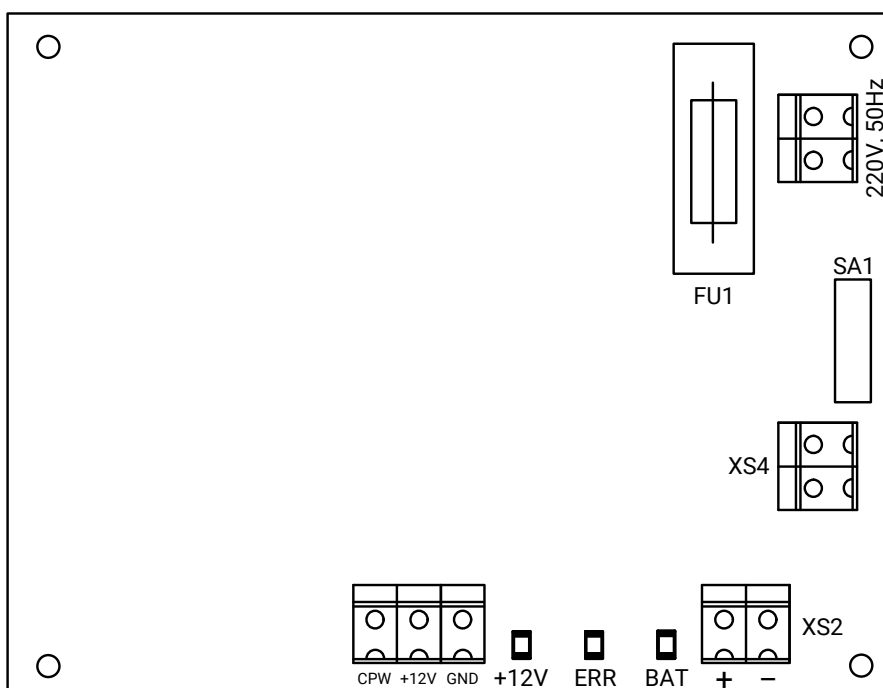 220V, 50Hz
SA1
FU1
XS4
XS2
CPW +12V GND +12V ERR BAT + −